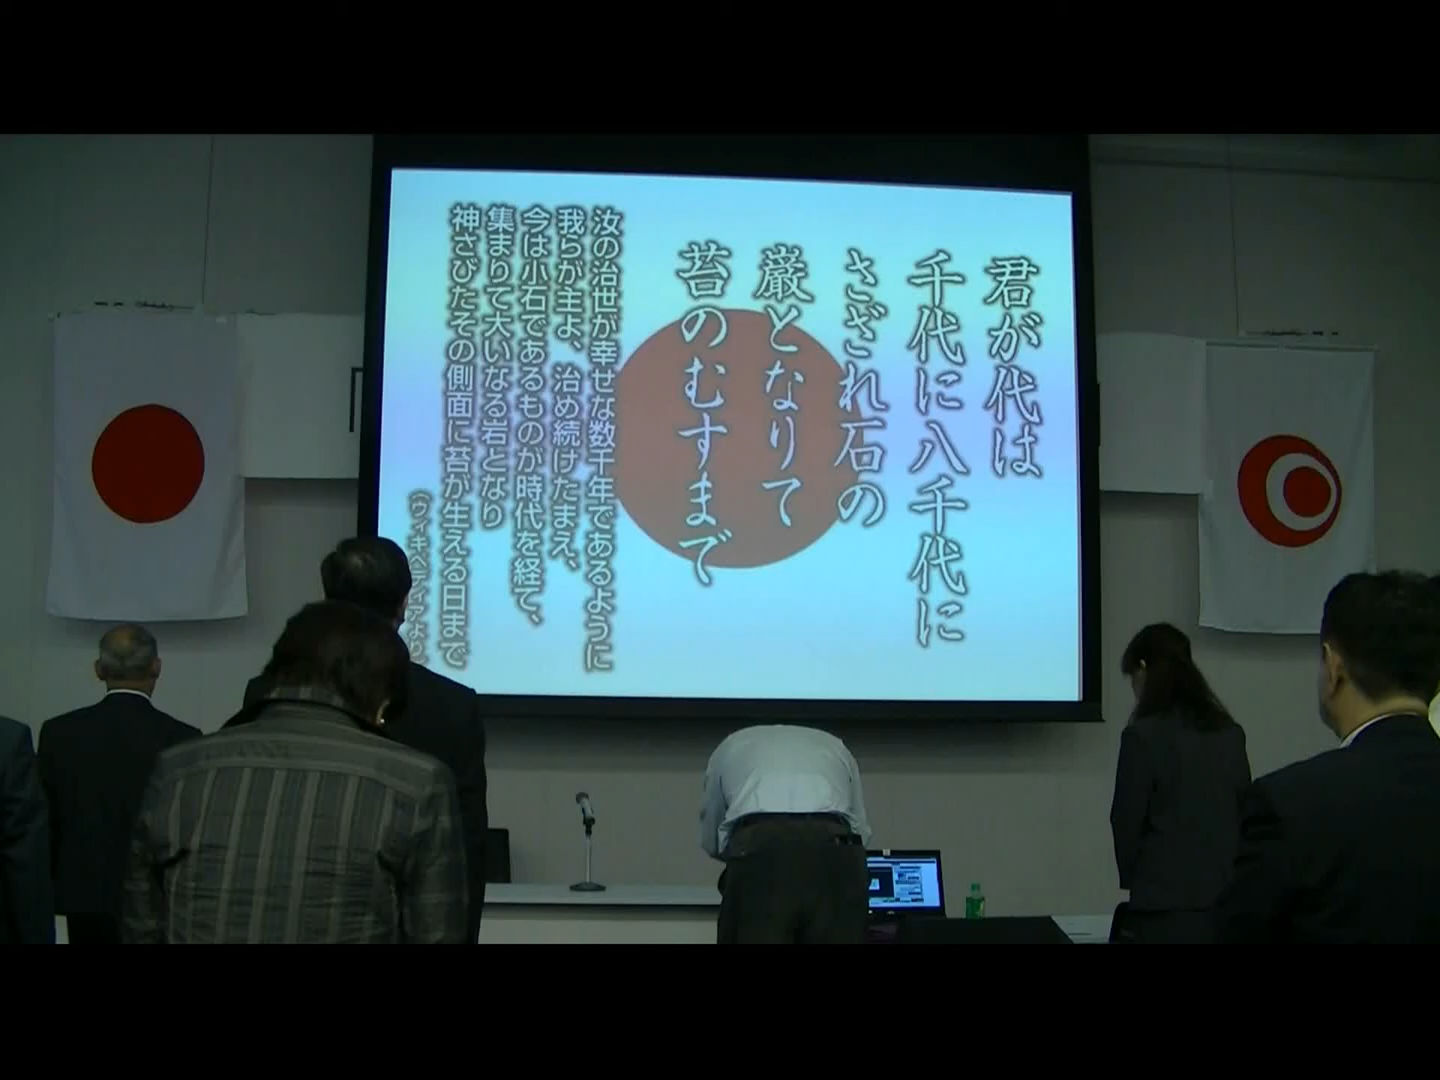 君が代は
千代に八千代に
さざれ石の
巌となりて
苔のむすまで
汝の治世が幸せな数千年であるように
我らが主よ、治め続けたまえ、
今は小石であるものが時代を経て、
集まりて大いなる岩となり
神さびたその側面に苔が生える日まで
（ウィキペディアより）